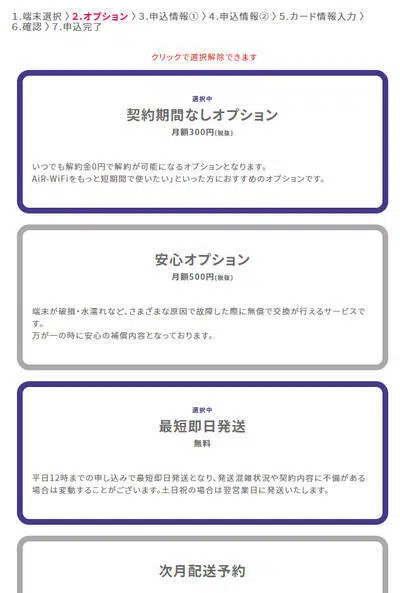 1.端末選択 〉2.オプション 〉3.申込情報① 〉4.申込情報② 〉5.カード情報入力 〉
6.確認 〉7.申込完了
クリックで選択解除できます
選択中
契約期間なしオプション
月額300円(税抜)
いつでも解約金0円で解約が可能になるオプションとなります。
AiR-WiFiをもっと短期間で使いたい」といった方におすすめのオプションです。
安心オプション
月額500円(税抜)
端末が破損・水濡れなど、さまざまな原因で故障した際に無償で交換が行えるサービスで
す。
万が一の時に安心の補償内容となっております。
選択中
最短即日発送
無料
平日12時までの申し込みで最短即日発送となり、発送混雑状況や契約内容に不備がある
場合は変動することがございます。土日祝の場合は翌営業日に発送いたします。
次月配送予約